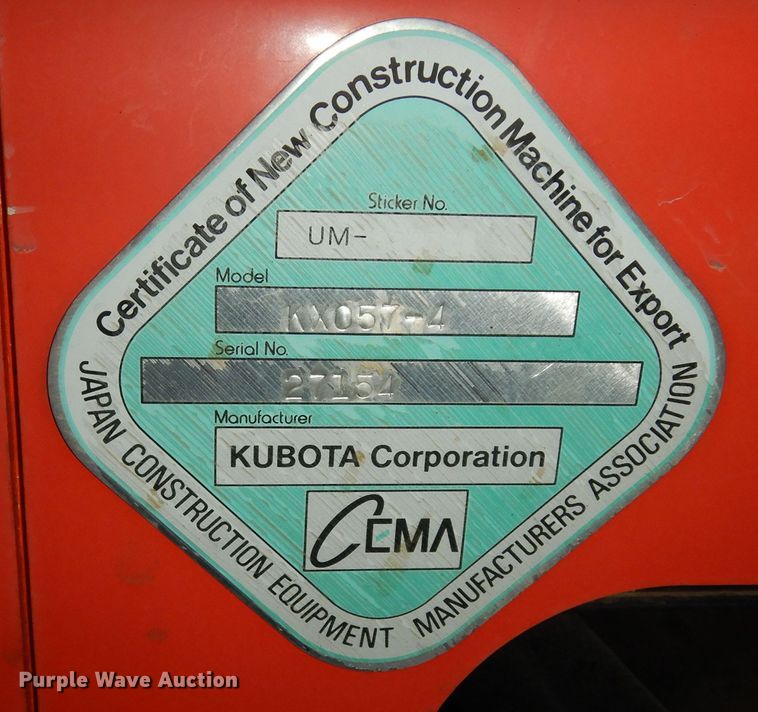 Certificate of New Construction Machine for Export
Sticker No.
UM-
Model
KX057-4
Serial No.
27154
Manufacturer
KUBOTA Corporation
CEMA
JAPAN CONSTRUCTION EQUIPMENT MANUFACTURERS ASSOCIATION
Purple Wave Auction